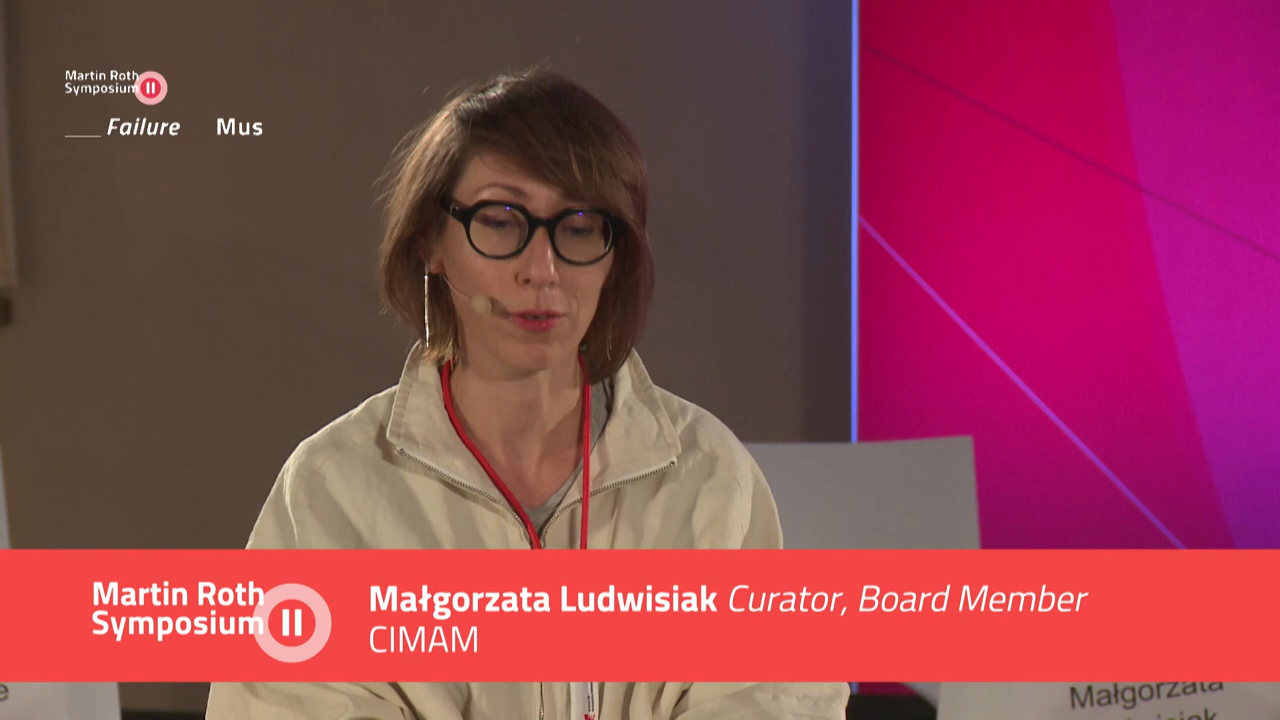 Martin Roth
Symposium
___ Failure Mus
Martin Roth
Symposium
Małgorzata Ludwisiak Curator, Board Member
CIMAM
e
Małgorzata